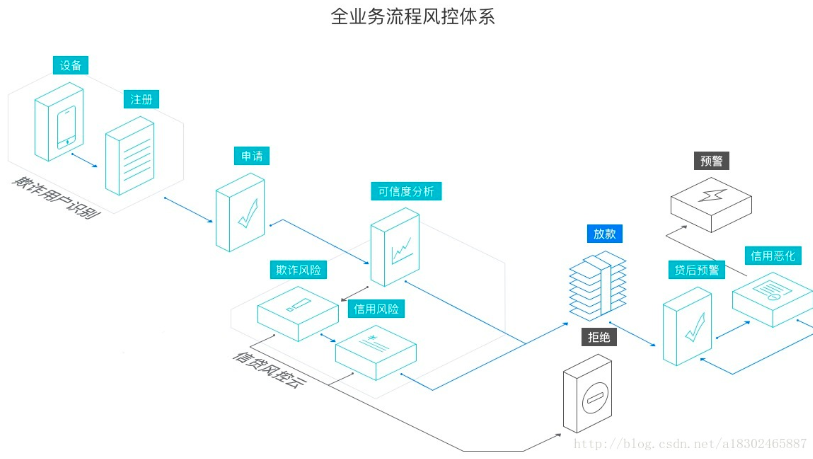 全业务流程风控体系
设备
注册
欺诈用户识别
申请
可信度分析
欺诈风险
信用风险
信贷风控云
放款
拒绝
预警
贷后预警
信用恶化
http://blog.csdn.net/a18302465887